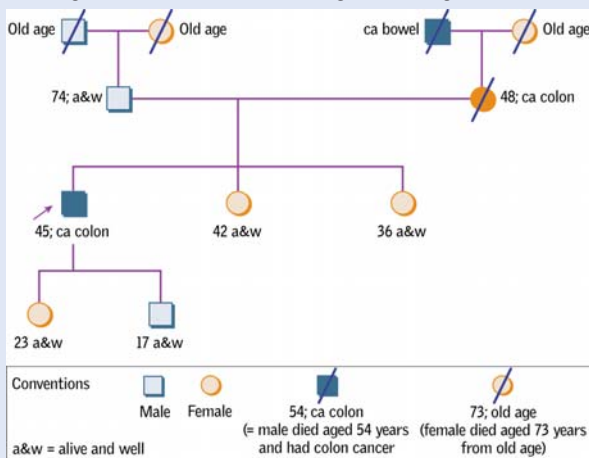 Old age
Old age
ca bowel
Old age
74; a&w
48; ca colon
45; ca colon
42 a&w
36 a&w
23 a&w
17 a&w
Conventions
Male
Female
54; ca colon
(= male died aged 54 years
and had colon cancer
73; old age
(female died aged 73 years
from old age)
a&w = alive and well